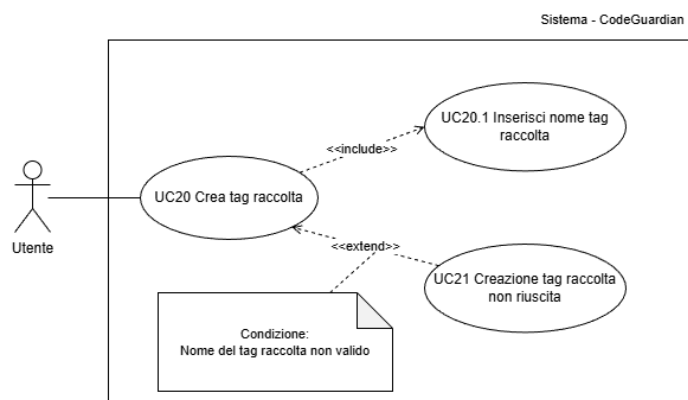 Sistema - CodeGuardian
UC20.1 Inserisci nome tag
raccolta
<<include>>
UC20 Crea tag raccolta
Utente
<<extend>>
UC21 Creazione tag raccolta
non riuscita
Condizione:
Nome del tag raccolta non valido